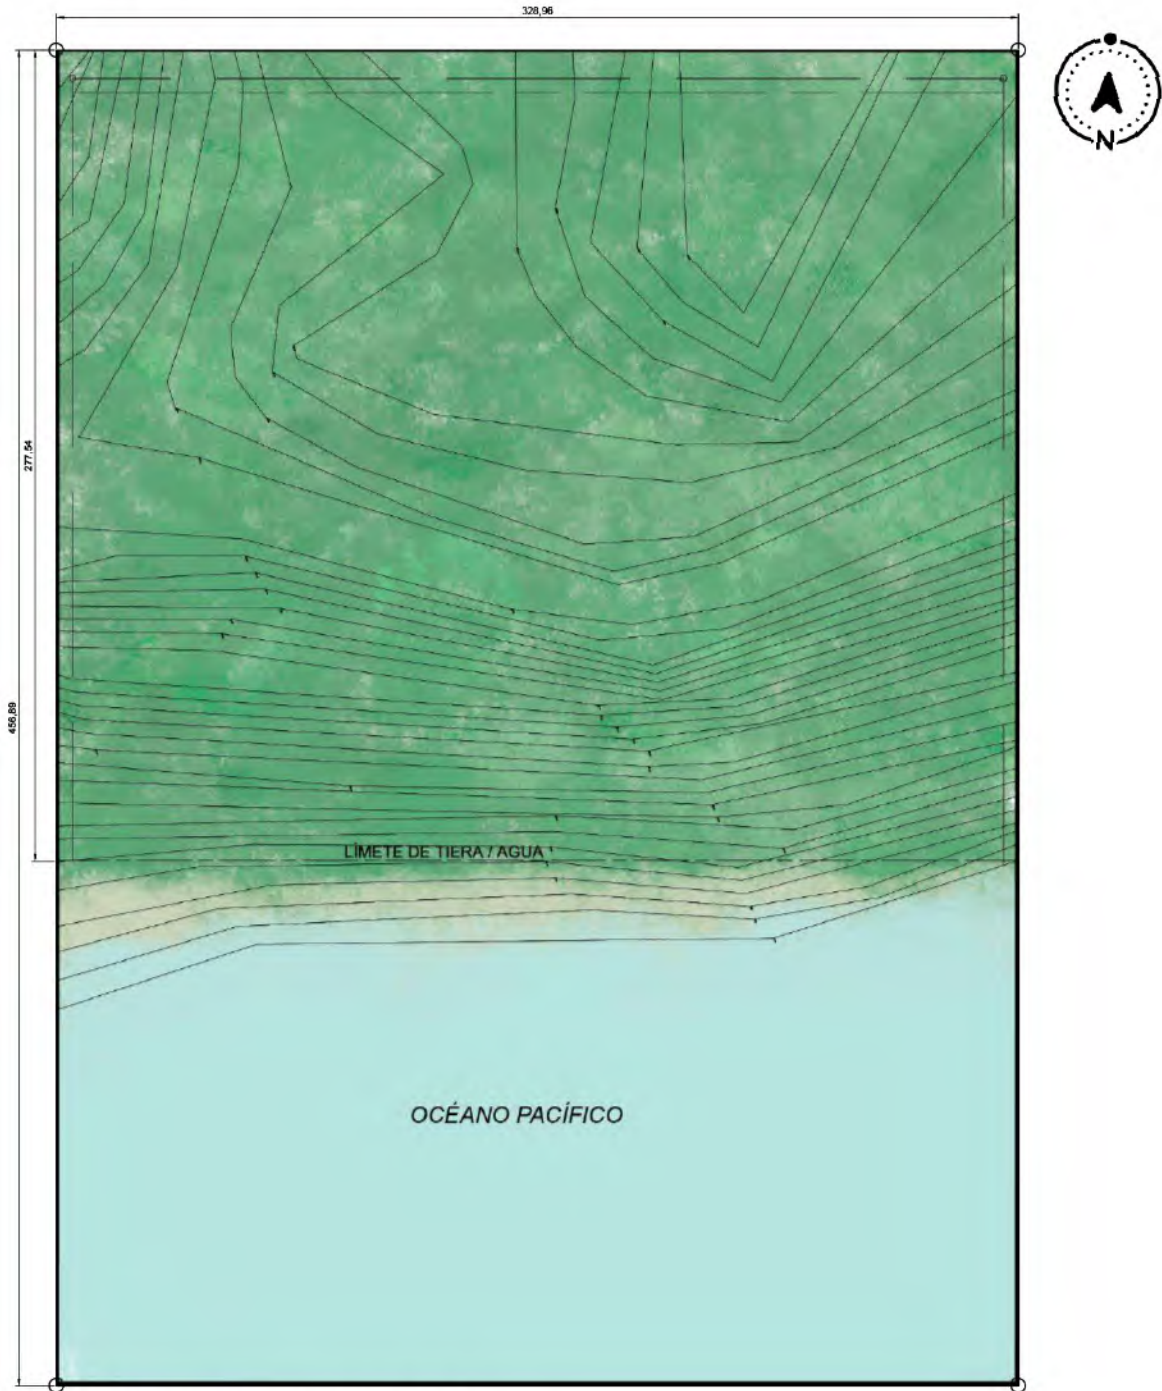 328,96
N
277,54
456,89
LÍMETE DE TIERA / AGUA
OCÉANO PACÍFICO